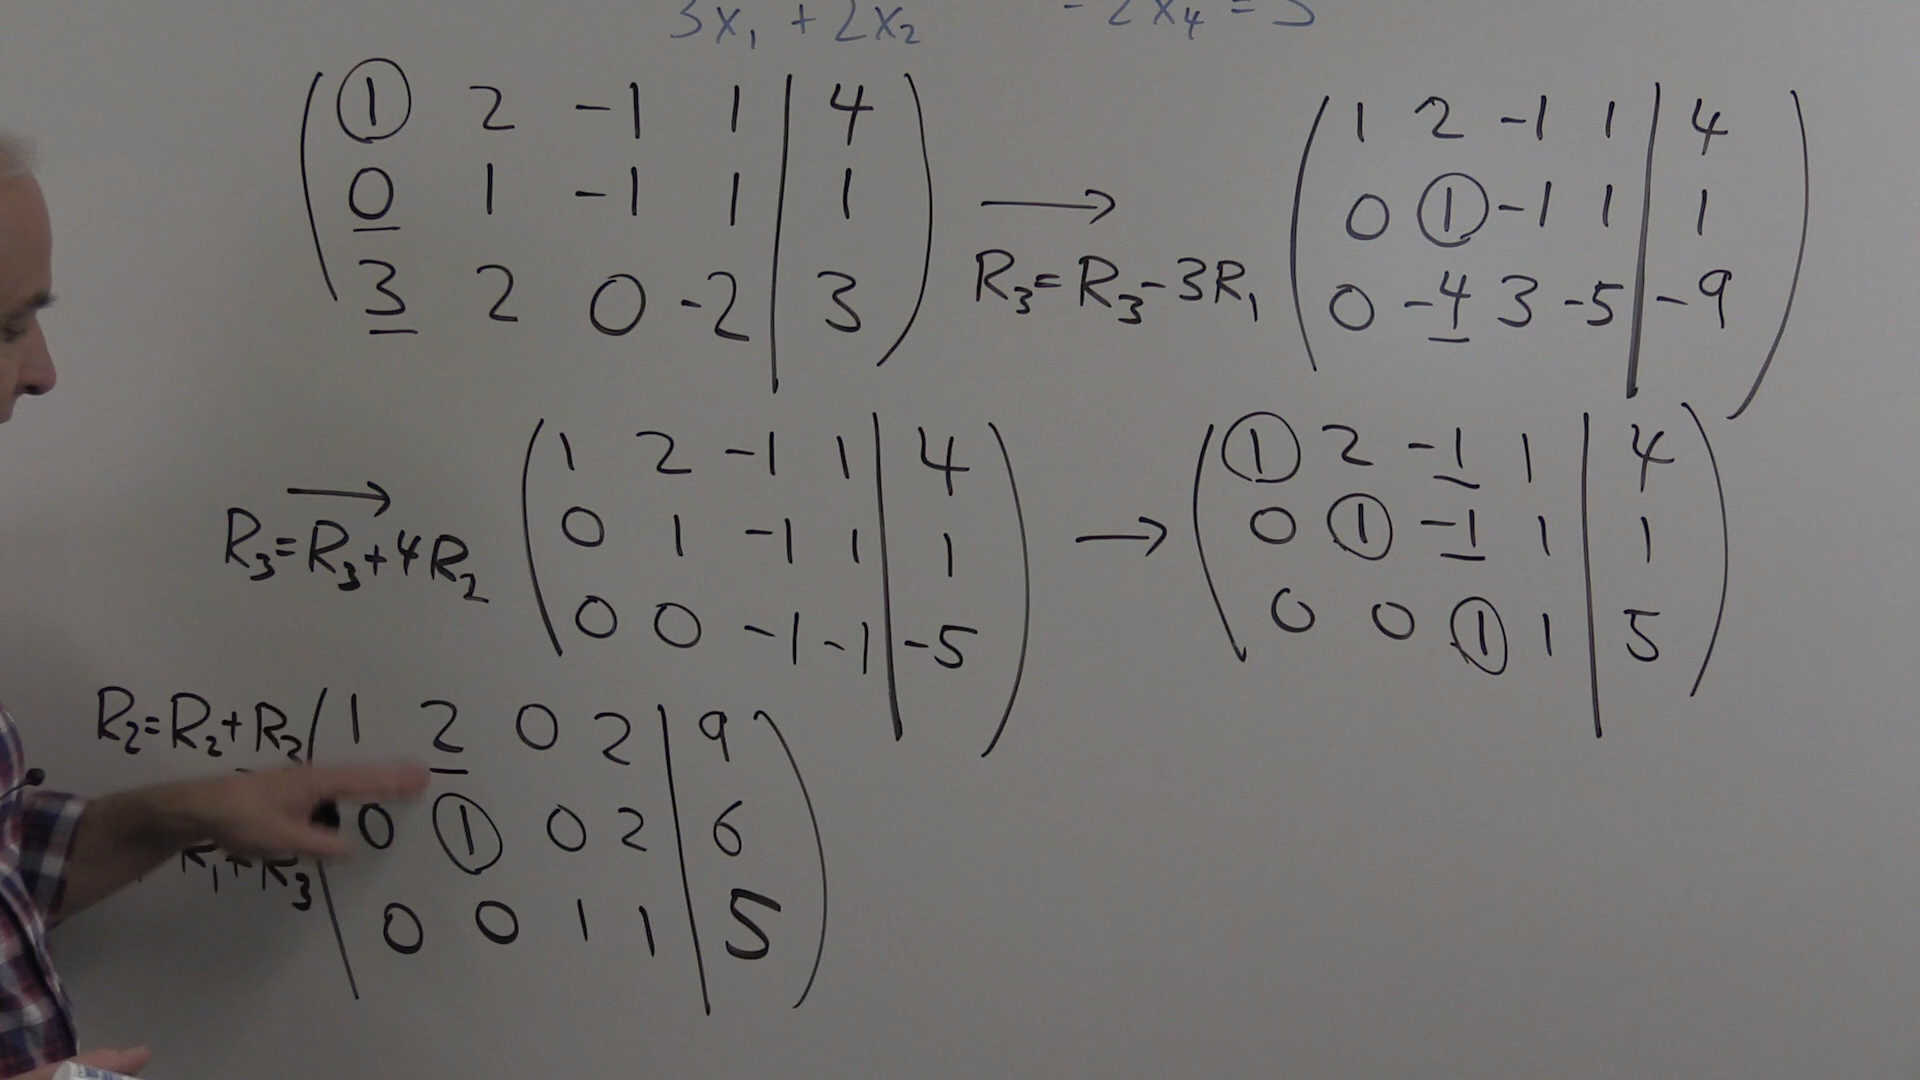 3x₁ + 2x₂ - 2x₄ = 3
( 1 2 -1 1 | 4 )
( 0 1 -1 1 | 1 )
( 3 2 0 -2 | 3 )
⟶
R₃=R₃-3R₁
( 1 2 -1 1 | 4 )
( 0 1 -1 1 | 1 )
( 0 -4 3 -5 | -9 )
⟶
R₃=R₃+4R₂
( 1 2 -1 1 | 4 )
( 0 1 -1 1 | 1 )
( 0 0 -1 -1 | -5 )
⟶
( 1 2 -1 1 | 4 )
( 0 1 -1 1 | 1 )
( 0 0 1 1 | 5 )
R₂=R₂+R₃
R₁+R₃
( 1 2 0 2 | 9 )
( 0 1 0 2 | 6 )
( 0 0 1 1 | 5 )